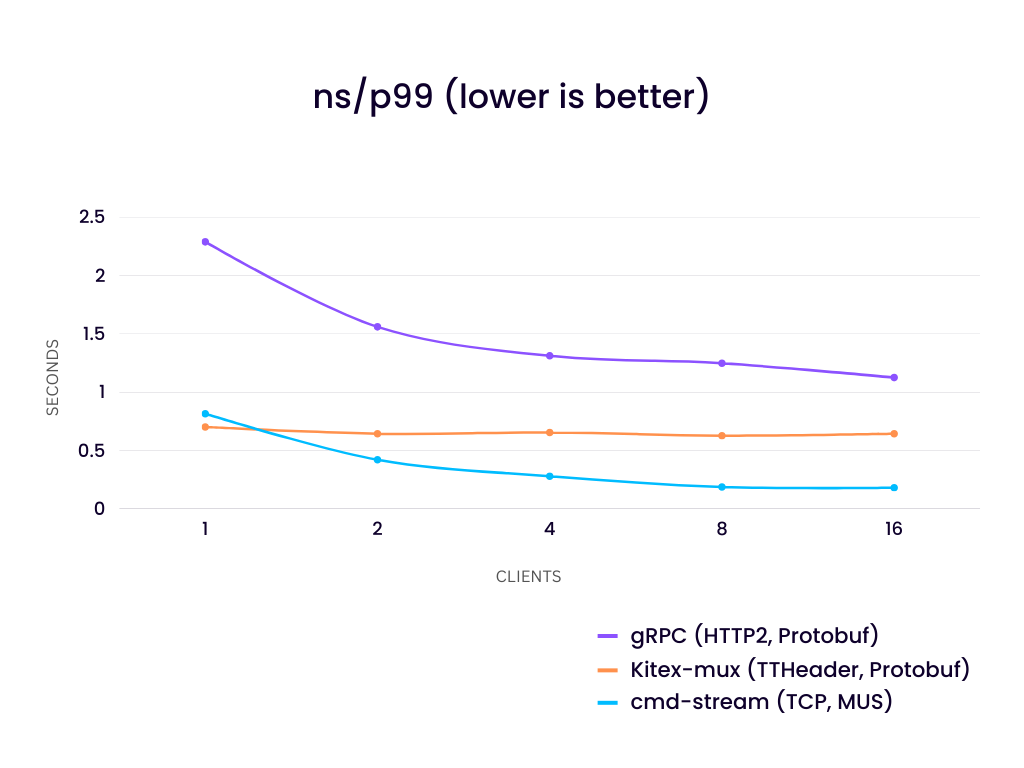 ns/p99 (lower is better)
2.5
2
1.5
1
0.5
0
SECONDS
1 2 4 8 16
CLIENTS
gRPC (HTTP2, Protobuf)
Kitex-mux (TTHeader, Protobuf)
cmd-stream (TCP, MUS)